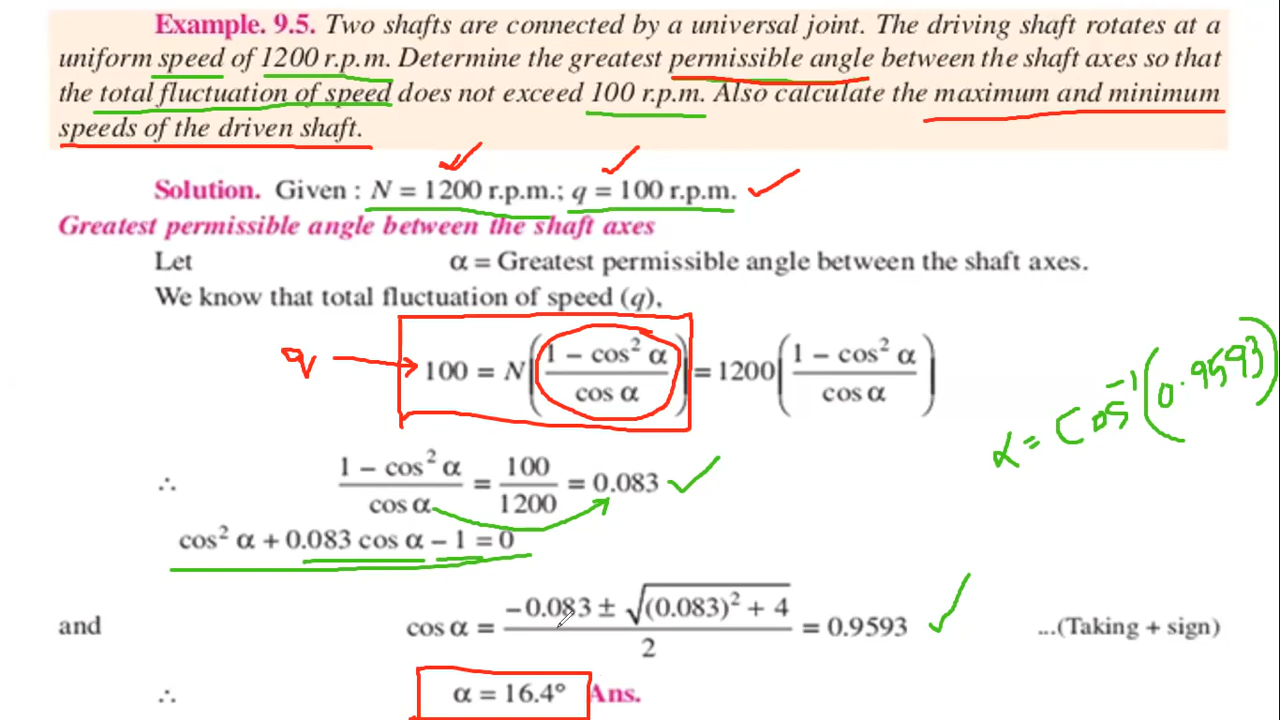 Example. 9.5. Two shafts are connected by a universal joint. The driving shaft rotates at a
uniform speed of 1200 r.p.m. Determine the greatest permissible angle between the shaft axes so that
the total fluctuation of speed does not exceed 100 r.p.m. Also calculate the maximum and minimum
speeds of the driven shaft.
Solution. Given : N = 1200 r.p.m.; q = 100 r.p.m.
Greatest permissible angle between the shaft axes
Let α = Greatest permissible angle between the shaft axes.
We know that total fluctuation of speed (q),
q → 100 = N((1 – cos² α)/(cos α)) = 1200((1 – cos² α)/(cos α))
α = Cos⁻¹(0.9593)
∴ (1 – cos² α)/(cos α) = 100/1200 = 0.083
cos² α + 0.083 cos α – 1 = 0
and cos α = (–0.083 ± √((0.083)² + 4))/2 = 0.9593 ...(Taking + sign)
∴ α = 16.4° Ans.